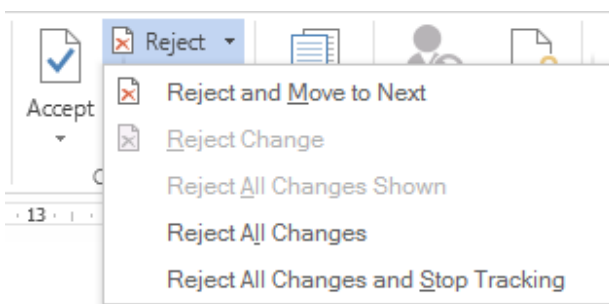 Reject
Accept
Reject and Move to Next
Reject Change
Reject All Changes Shown
Reject All Changes
Reject All Changes and Stop Tracking
C
13